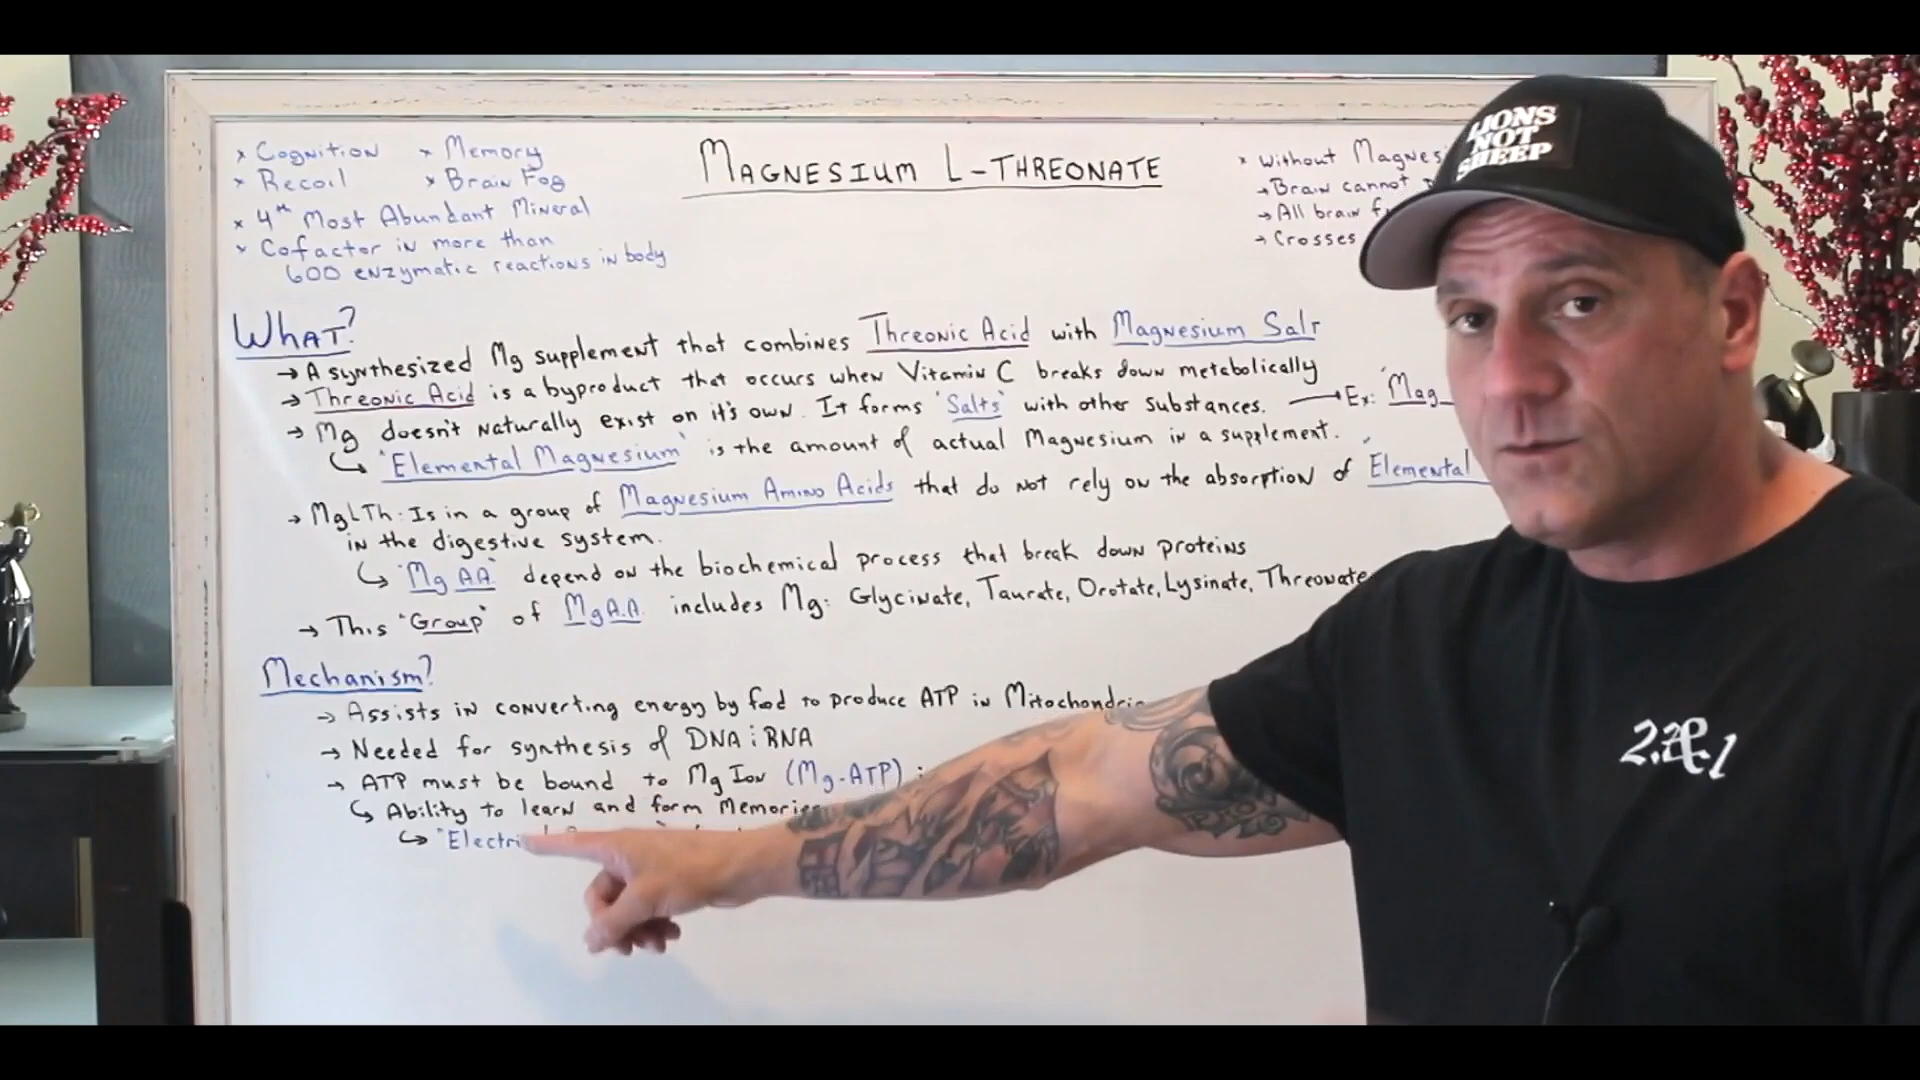 × Cognition × Memory
× Recoil × Brain Fog
× 4th Most Abundant Mineral
× Cofactor in more than
600 enzymatic reactions in body
MAGNESIUM L-THREONATE
× Without Magnes
→ Brain cannot
→ All brain f
→ Crosses
LIONS
NOT
SHEEP
What?
→ A synthesized Mg supplement that combines Threonic Acid with Magnesium Salt
→ Threonic Acid is a byproduct that occurs when Vitamin C breaks down metabolically
→ Mg doesn't naturally exist on it's own. It forms "Salts" with other substances. → Ex: "Mag
↳ "Elemental Magnesium" is the amount of actual Magnesium in a supplement.
→ MgLTh: Is in a group of Magnesium Amino Acids that do not rely on the absorption of "Elemental
in the digestive system.
↳ "Mg AA" depend on the biochemical process that break down proteins
→ This "Group" of MgA.A. includes Mg: Glycinate, Taurate, Orotate, Lysinate, Threonate
Mechanism?
→ Assists in converting energy by food to produce ATP in Mitochondria
→ Needed for synthesis of DNA & RNA
→ ATP must be bound to Mg Ion (Mg-ATP) :
↳ Ability to learn and form Memories
↳ "Electri